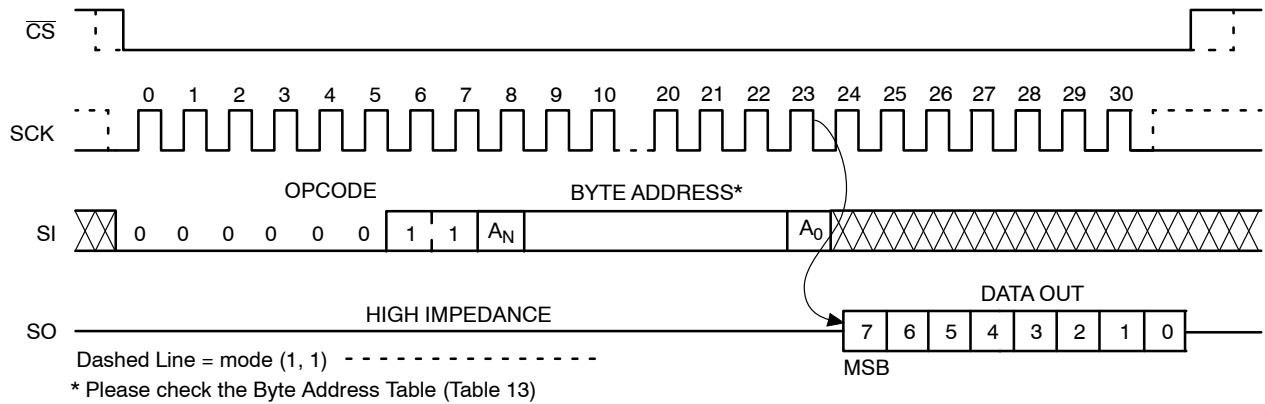 CS
0 1 2 3 4 5 6 7 8 9 10 20 21 22 23 24 25 26 27 28 29 30
SCK
OPCODE BYTE ADDRESS*
SI 0 0 0 0 0 0 1 1 AN A0
DATA OUT
HIGH IMPEDANCE
SO 7 6 5 4 3 2 1 0
Dashed Line = mode (1, 1) - - - - - - - - - - - - - - -
MSB
* Please check the Byte Address Table (Table 13)